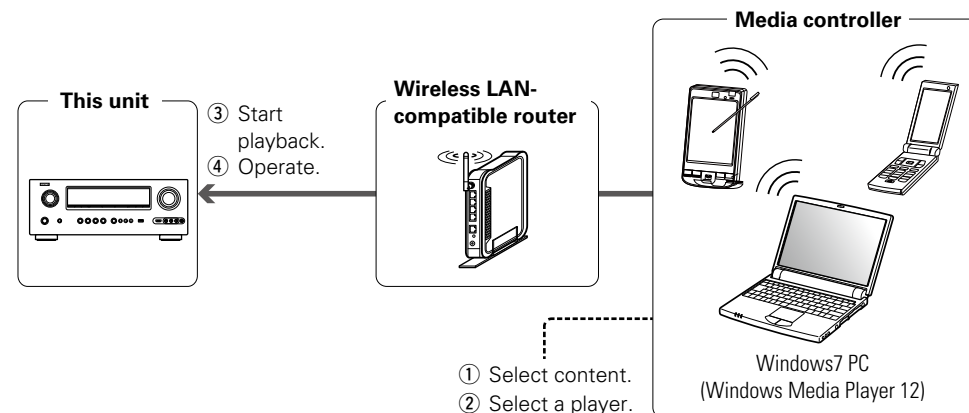 Media controller
This unit
③ Start
playback.
④ Operate.
Wireless LAN-
compatible router
① Select content.
② Select a player.
Windows7 PC
(Windows Media Player 12)